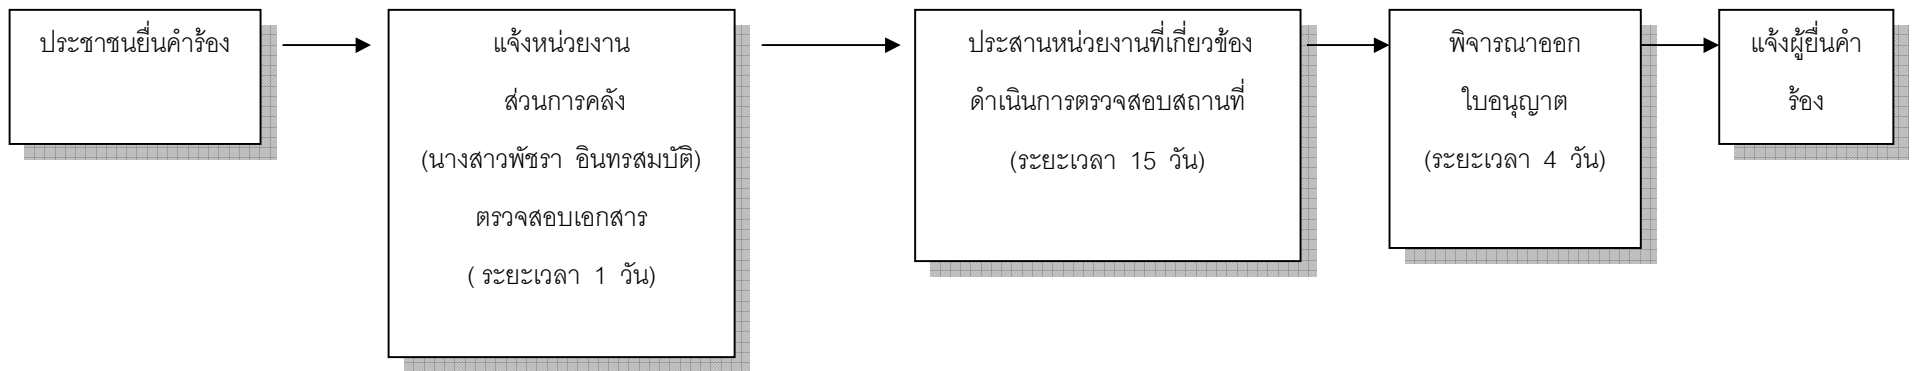 ประชาชนยื่นคำร้อง
แจ้งหน่วยงาน
ส่วนการคลัง
(นางสาวพัชรา อินทรสมบัติ)
ตรวจสอบเอกสาร
( ระยะเวลา 1 วัน)
ประสานหน่วยงานที่เกี่ยวข้อง
ดำเนินการตรวจสอบสถานที่
(ระยะเวลา 15 วัน)
พิจารณาออก
ใบอนุญาต
(ระยะเวลา 4 วัน)
แจ้งผู้ยื่นคำ
ร้อง